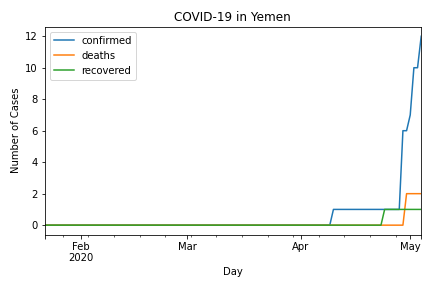 COVID-19 in Yemen
confirmed
deaths
recovered
Number of Cases
12
10
8
6
4
2
0
Feb
2020
Mar
Apr
May
Day